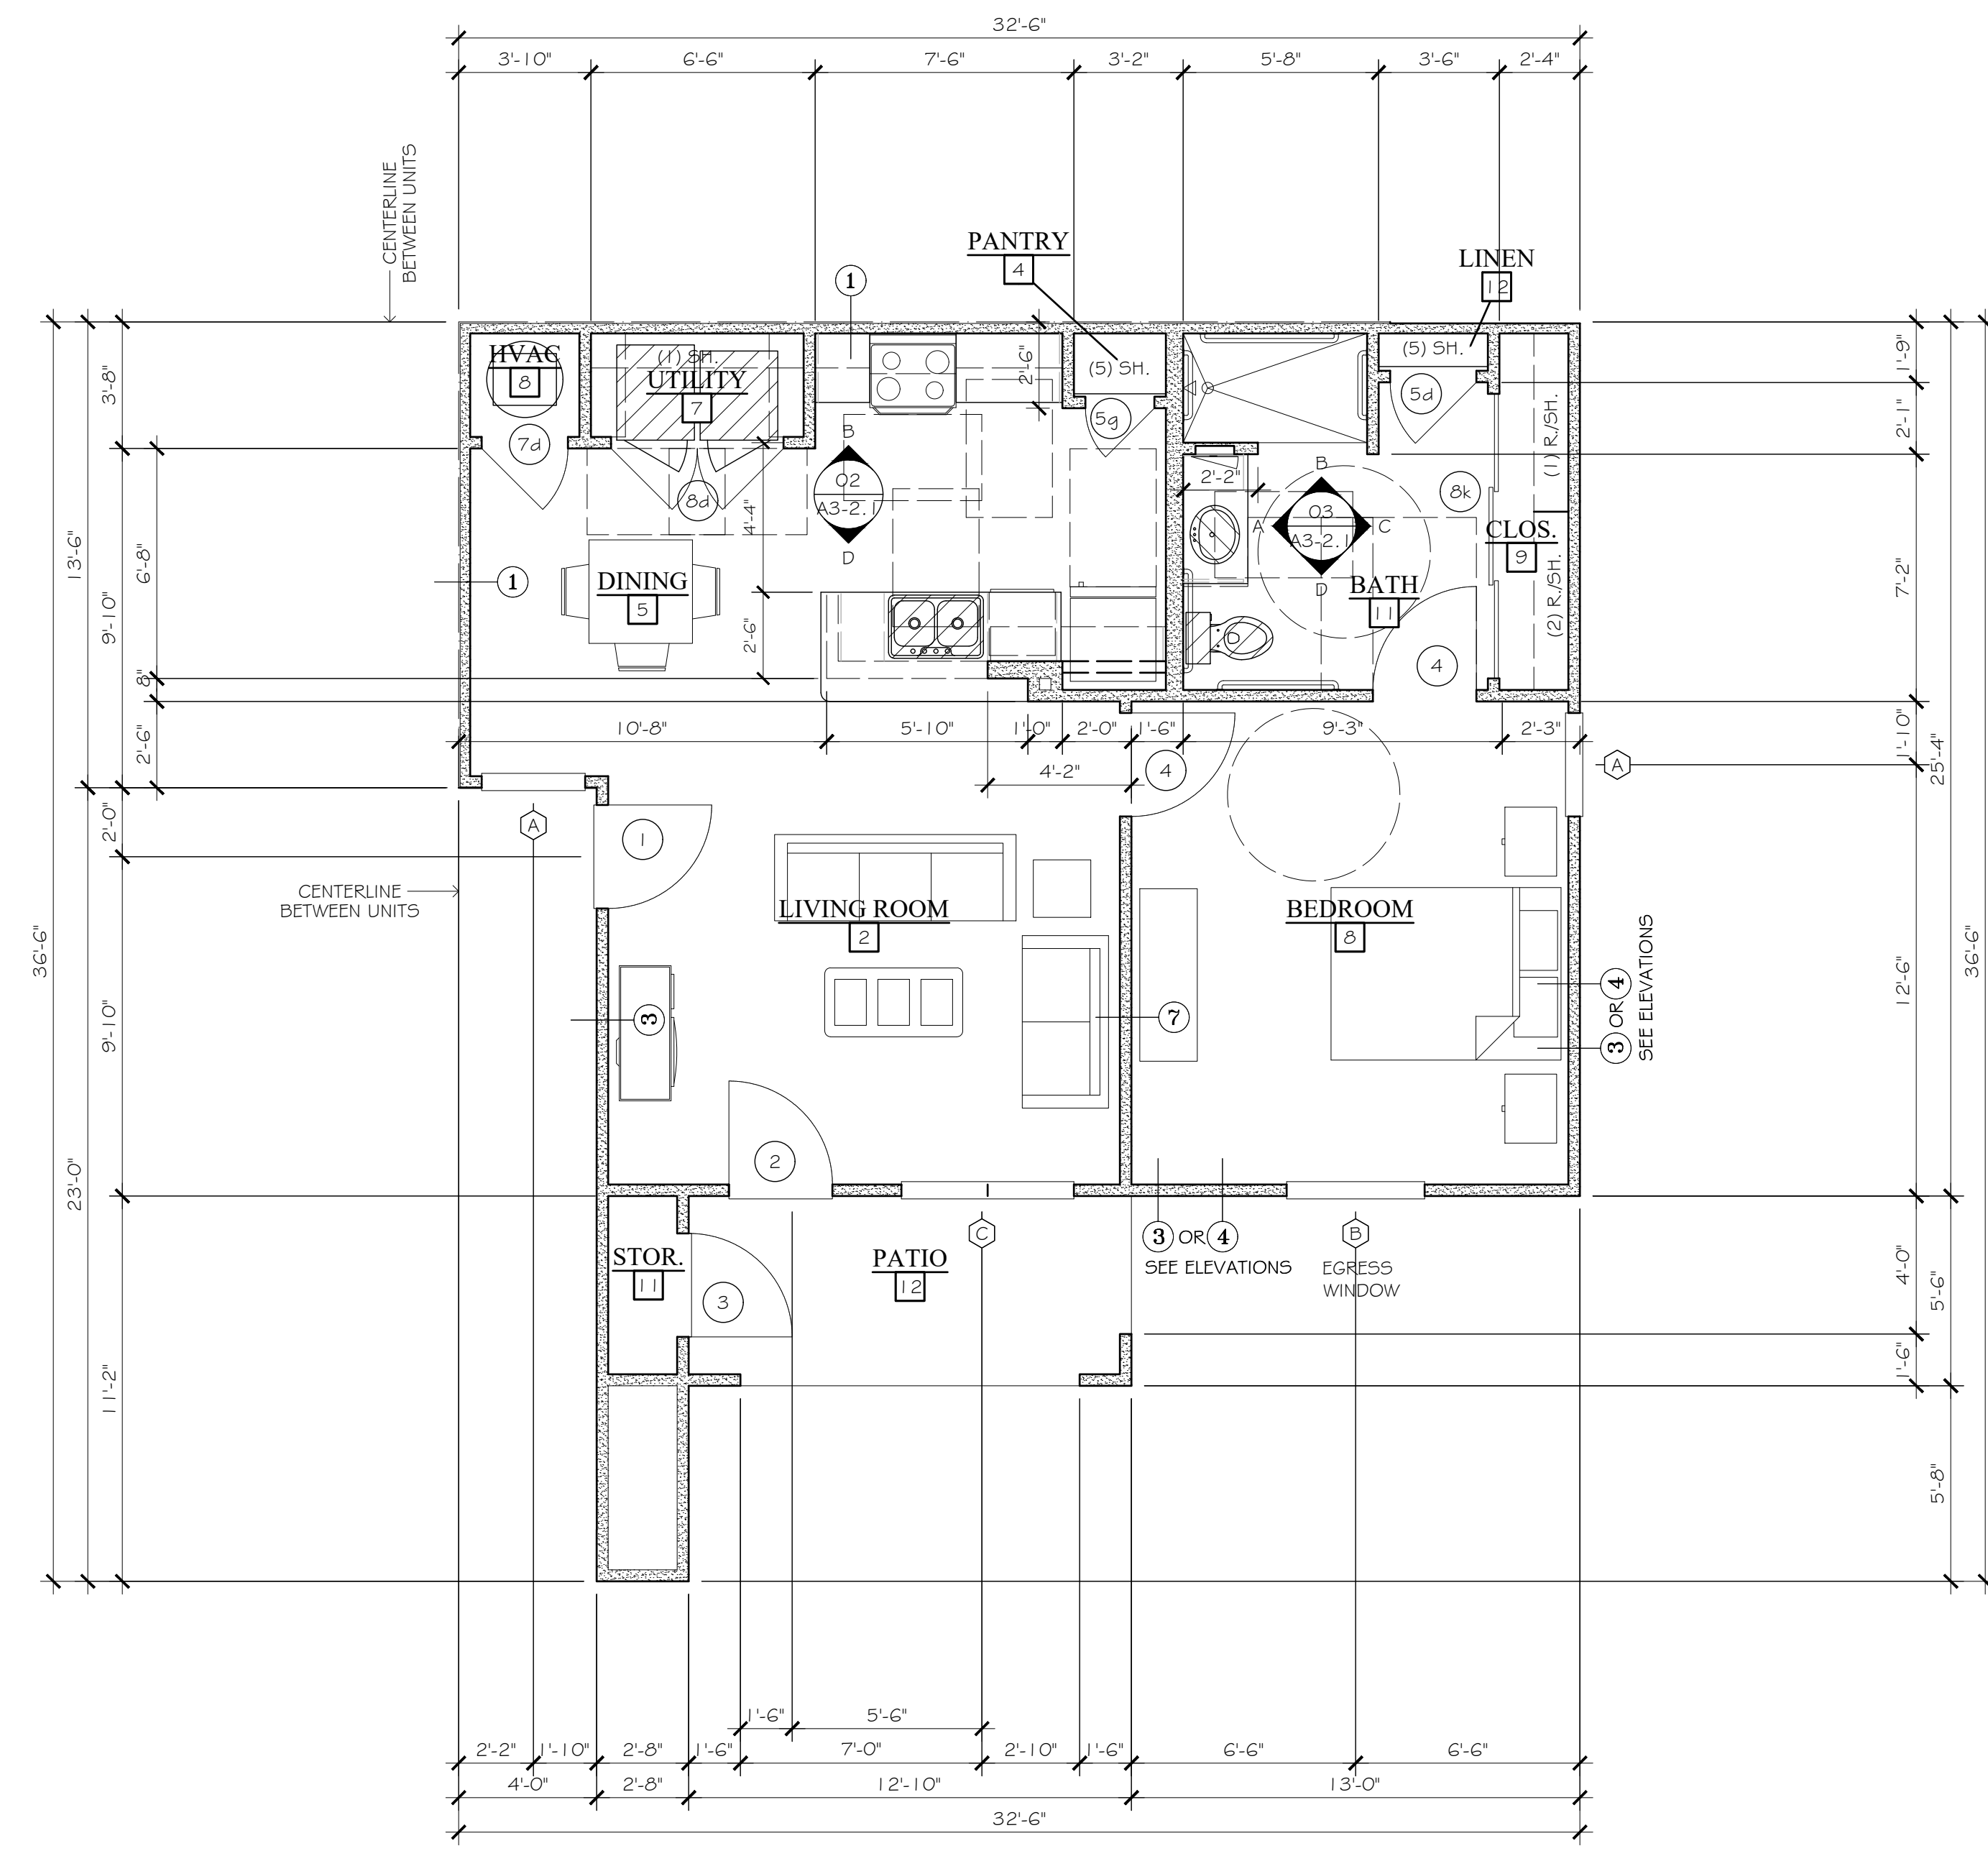 32'-6"
3'-10" 6'-6" 7'-6" 3'-2" 5'-8" 3'-6" 2'-4"
CENTERLINE
BETWEEN UNITS
PANTRY
4
LINEN
12
1
HVAC
8
(1) SH.
UTILITY
7
2'-6"
(5) SH.
(5) SH.
5g
5d
7d
8d
B
02
A3-2.1
D
4'-4"
2'-6"
2'-2"
B
A 03 C
A3-2.1
D
8k
(1) R./SH.
CLOS.
9
(2) R./SH.
BATH
11
4
1
DINING
5
3'-8"
13'-6"
6'-8"
9'-10"
8"
2'-6"
1'-9"
2'-1"
7'-2"
1'-10"
25'-4"
10'-8" 5'-10" 1'-0" 2'-0" 1'-6" 9'-3" 2'-3"
4'-2"
4
A
A
1
2'-0"
CENTERLINE
BETWEEN UNITS
LIVING ROOM
2
BEDROOM
8
36'-6"
36'-6"
9'-10"
12'-6"
3
7
3 OR 4
SEE ELEVATIONS
2
23'-0"
C
3 OR 4
SEE ELEVATIONS
B
EGRESS
WINDOW
STOR.
11
3
PATIO
12
4'-0"
5'-6"
1'-6"
11'-2"
5'-8"
1'-6" 5'-6"
2'-2" 1'-10" 2'-8" 1'-6" 7'-0" 2'-10" 1'-6" 6'-6" 6'-6"
4'-0" 2'-8" 12'-10" 13'-0"
32'-6"